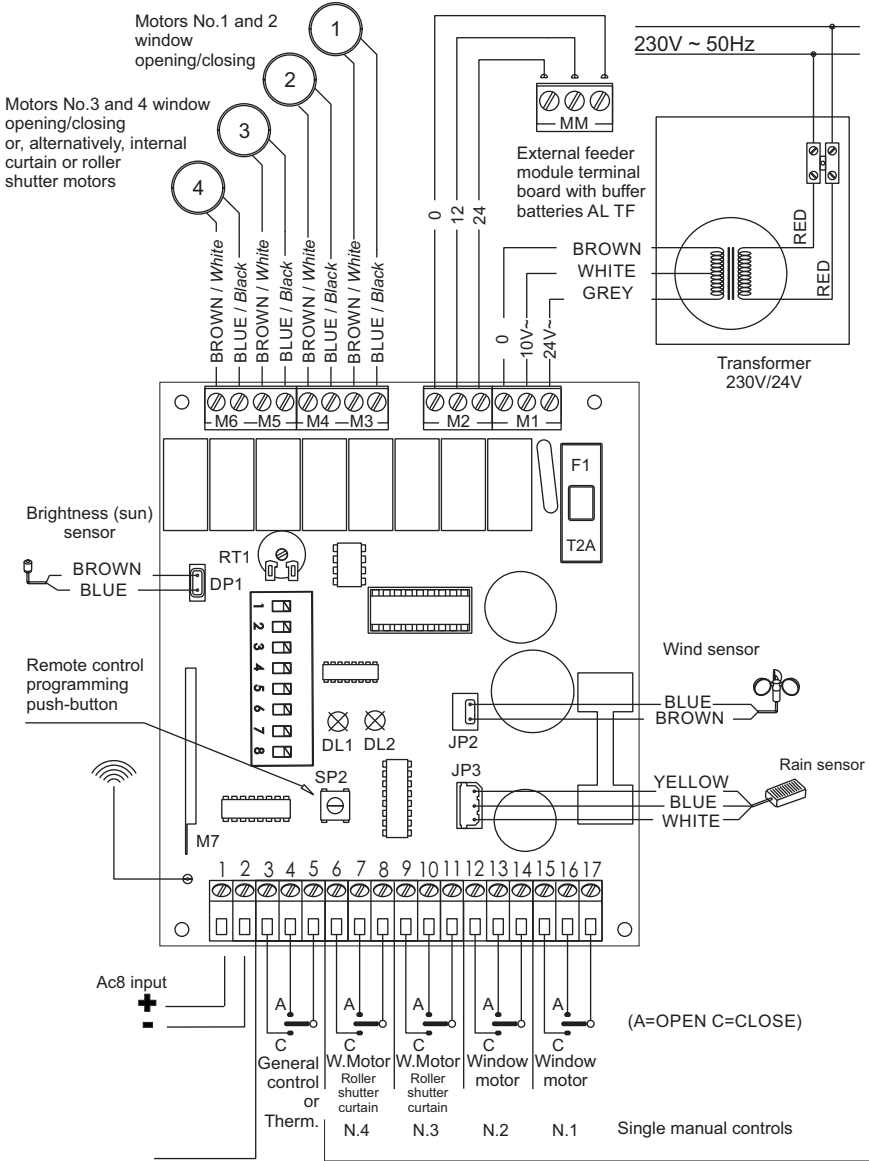 Motors No.1 and 2
window
opening/closing
1
2
3
4
Motors No.3 and 4 window
opening/closing
or, alternatively, internal
curtain or roller
shutter motors
230V ~ 50Hz
MM
External feeder
module terminal
board with buffer
batteries AL TF
0
12
24
BROWN
WHITE
GREY
RED
RED
Transformer
230V/24V
0
10V~
24V~
BROWN / White
BLUE / Black
BROWN / White
BLUE / Black
BROWN / White
BLUE / Black
BROWN / White
BLUE / Black
M6
M5
M4
M3
M2
M1
F1
T2A
Brightness (sun)
sensor
BROWN
BLUE
RT1
DP1
1
2
3
4
5
6
7
8
Remote control
programming
push-button
DL1
DL2
SP2
JP2
JP3
Wind sensor
BLUE
BROWN
Rain sensor
YELLOW
BLUE
WHITE
M7
1 2 3 4 5 6 7 8 9 10 11 12 13 14 15 16 17
Ac8 input
+
-
A
C
A
C
A
C
A
C
A
C
(A=OPEN C=CLOSE)
General
control
or
Therm.
W.Motor
Roller
shutter
curtain
N.4
W.Motor
Roller
shutter
curtain
N.3
Window
motor
N.2
Window
motor
N.1
Single manual controls